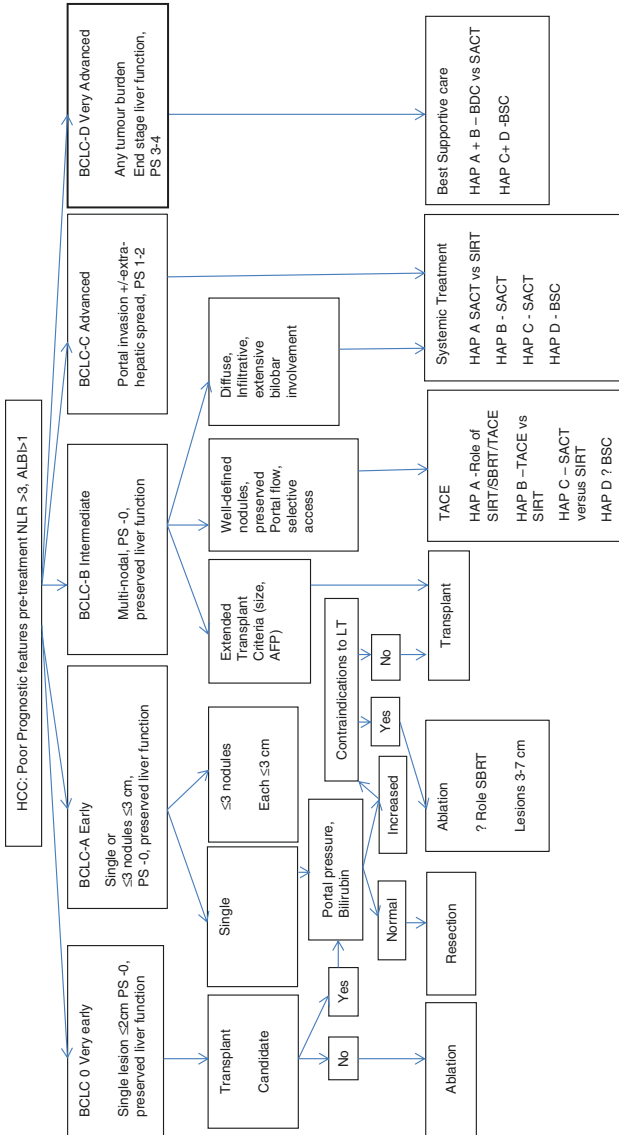 HCC: Poor Prognostic features pre-treatment NLR >3, ALBI>1
BCLC 0 Very early
Single lesion ≤2cm PS -0,
preserved liver function
BCLC-A Early
Single or
≤3 nodules ≤3 cm,
PS -0, preserved liver function
BCLC-B Intermediate
Multi-nodal, PS -0,
preserved liver function
BCLC-C Advanced
Portal invasion +/-extra-
hepatic spread, PS 1-2
BCLC-D Very Advanced
Any tumour burden
End stage liver function,
PS 3-4
Transplant
Candidate
Single
≤3 nodules
Each ≤3 cm
Extended
Transplant
Criteria (size,
AFP)
Well-defined
nodules,
preserved
Portal flow,
selective
access
Diffuse,
Infiltrative,
extensive
bilobar
involvement
No
Yes
Portal pressure,
Bilirubin
Normal
Increased
Contraindications to LT
Yes
No
Ablation
Resection
Ablation
? Role SBRT
Lesions 3-7 cm
Transplant
TACE
HAP A -Role of
SIRT/SBRT/TACE
HAP B –TACE vs
SIRT
HAP C – SACT
versus SIRT
HAP D ? BSC
Systemic Treatment
HAP A SACT vs SIRT
HAP B - SACT
HAP C - SACT
HAP D - BSC
Best Supportive care
HAP A + B – BDC vs SACT
HAP C+ D -BSC